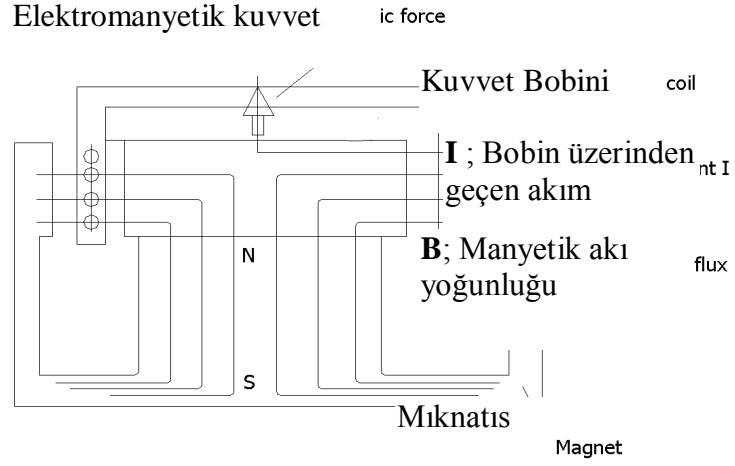 Elektromanyetik kuvvet ic force
Kuvvet Bobini coil
I ; Bobin üzerinden nt I
geçen akım
N
B; Manyetik akı flux
yoğunluğu
S
Mıknatıs
Magnet